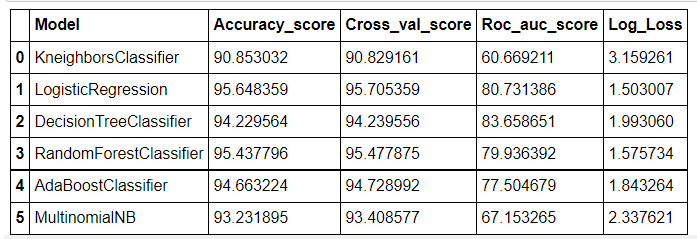 Model Accuracy_score Cross_val_score Roc_auc_score Log_Loss
0 KneighborsClassifier 90.853032 90.829161 60.669211 3.159261
1 LogisticRegression 95.648359 95.705359 80.731386 1.503007
2 DecisionTreeClassifier 94.229564 94.239556 83.658651 1.993060
3 RandomForestClassifier 95.437796 95.477875 79.936392 1.575734
4 AdaBoostClassifier 94.663224 94.728992 77.504679 1.843264
5 MultinomialNB 93.231895 93.408577 67.153265 2.337621